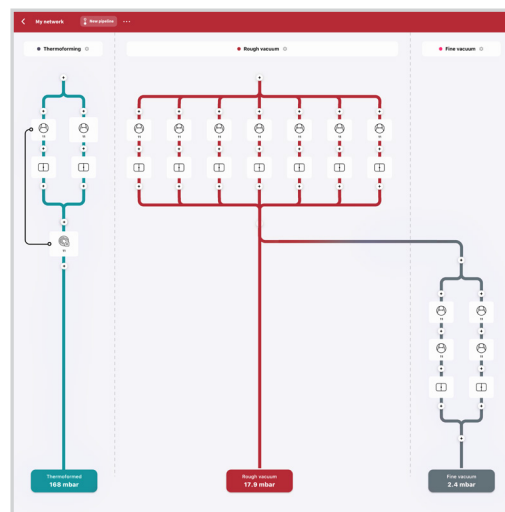 My network
New pipeline
Thermoforming
Rough vacuum
Fine vacuum
Thermoformed
168 mbar
Rough vacuum
17.9 mbar
Fine vacuum
2.4 mbar